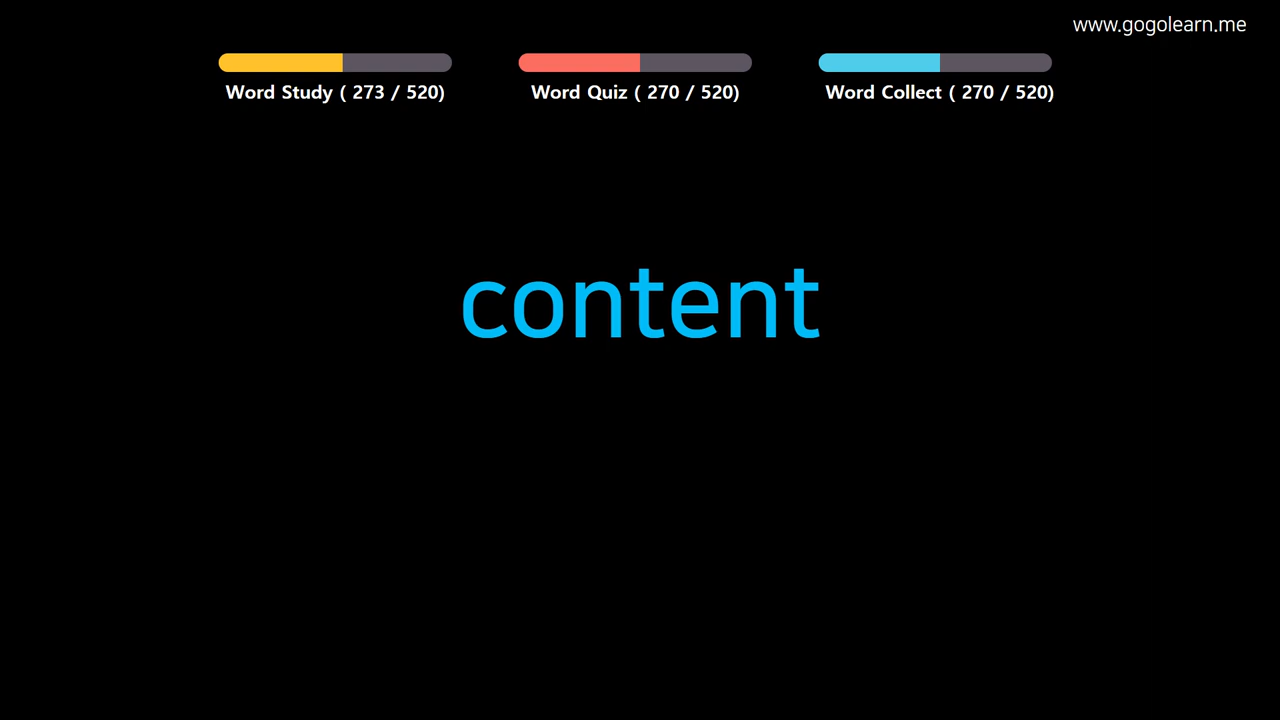 www.gogolearn.me
Word Study ( 273 / 520)
Word Quiz ( 270 / 520)
Word Collect ( 270 / 520)
content